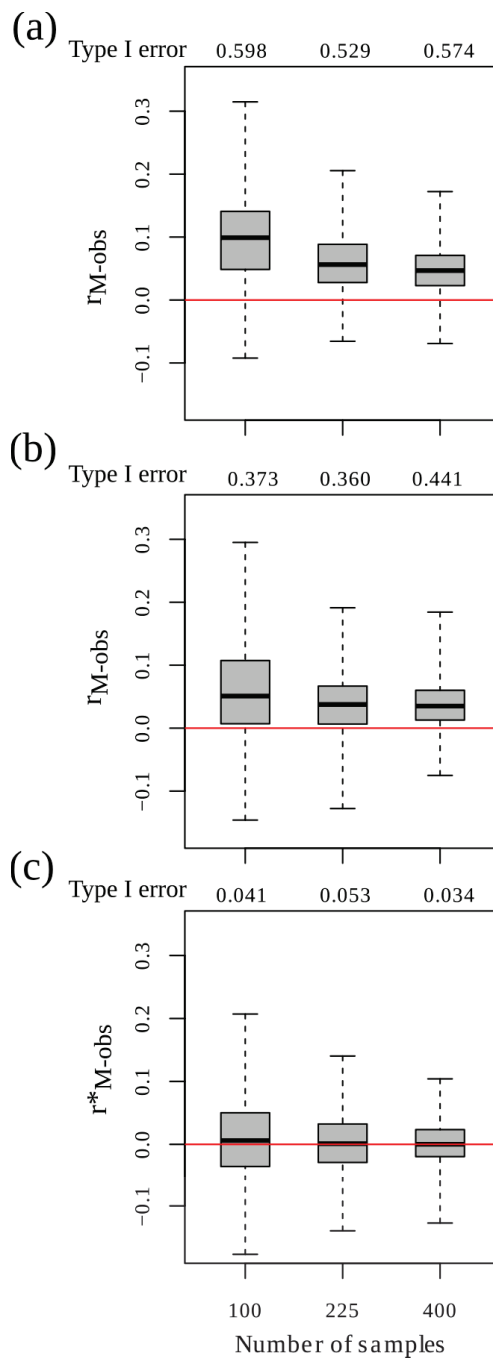 (a)
Type I error 0.598 0.529 0.574
0.3
0.2
0.1
0.0
−0.1
rM-obs
(b)
Type I error 0.373 0.360 0.441
0.3
0.2
0.1
0.0
−0.1
rM-obs
(c)
Type I error 0.041 0.053 0.034
0.3
0.2
0.1
0.0
−0.1
r*M-obs
100 225 400
Number of samples